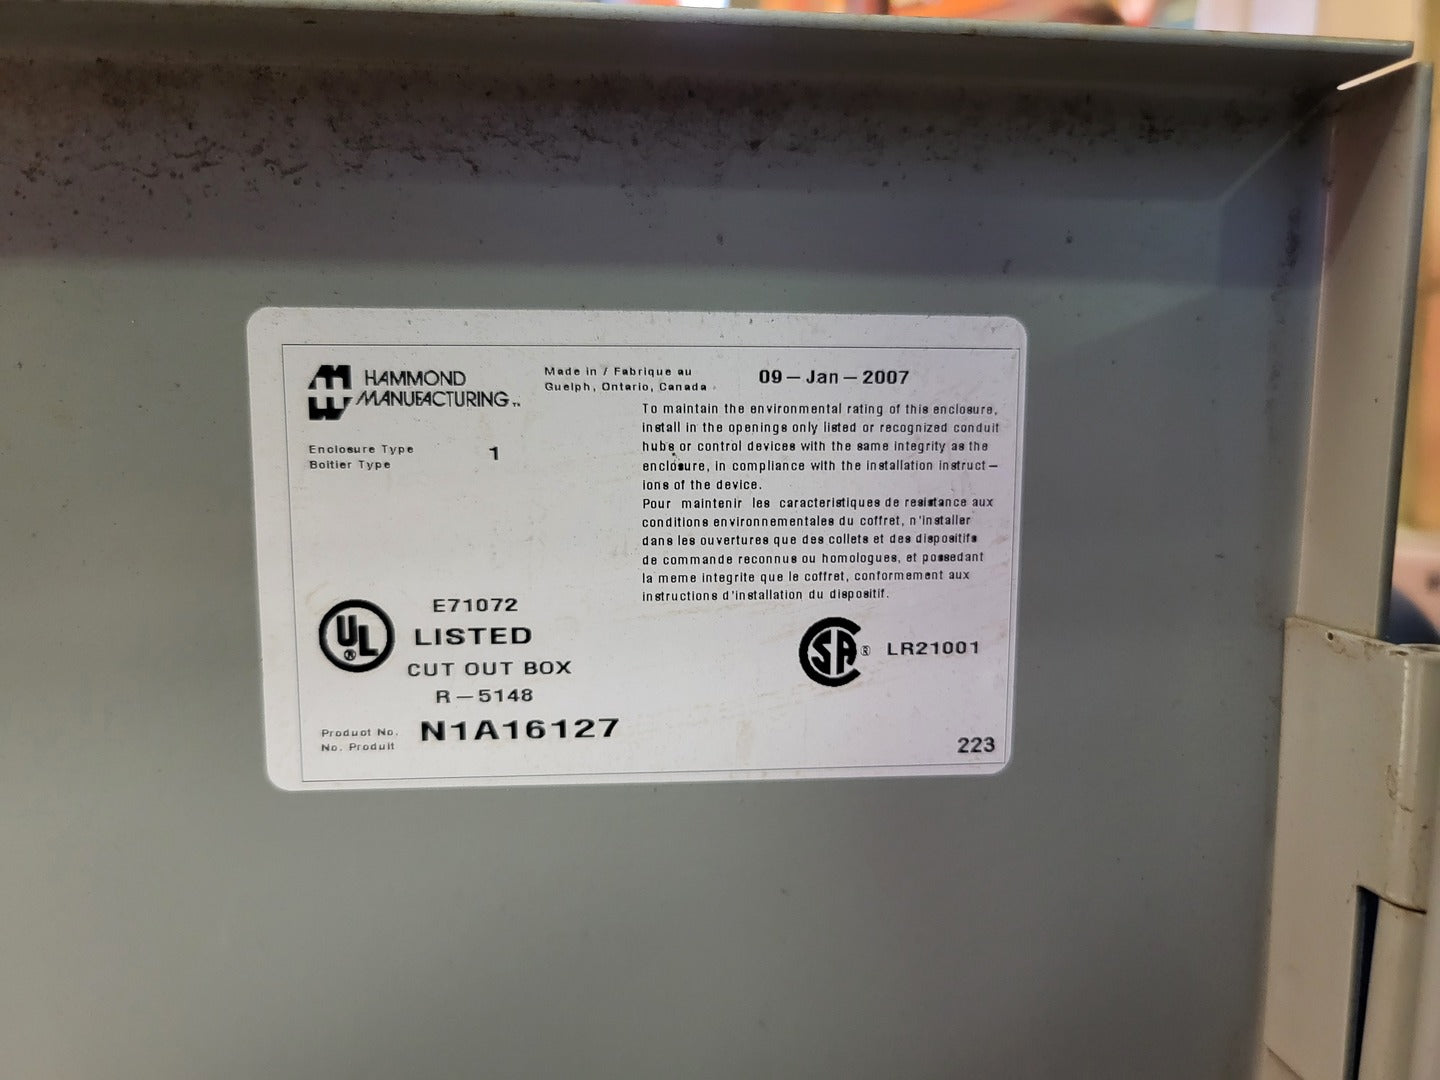 HAMMOND
MANUFACTURING TM
Made in / Fabrique au
Guelph, Ontario, Canada
09-Jan-2007
Enclosure Type
Boitier Type
1
To maintain the environmental rating of this enclosure,
install in the openings only listed or recognized conduit
hubs or control devices with the same integrity as the
enclosure, in compliance with the installation instruct-
ions of the device.
Pour maintenir les caracteristiques de resistance aux
conditions environnementales du coffret, n'installer
dans les ouvertures que des collets et des dispositifs
de commande reconnus ou homologues, et possedant
la meme integrite que le coffret, conformement aux
instructions d'installation du dispositif.
UL ®
E71072
LISTED
CUT OUT BOX
R-5148
SA ® LR21001
Product No.
No. Produit
N1A16127
223